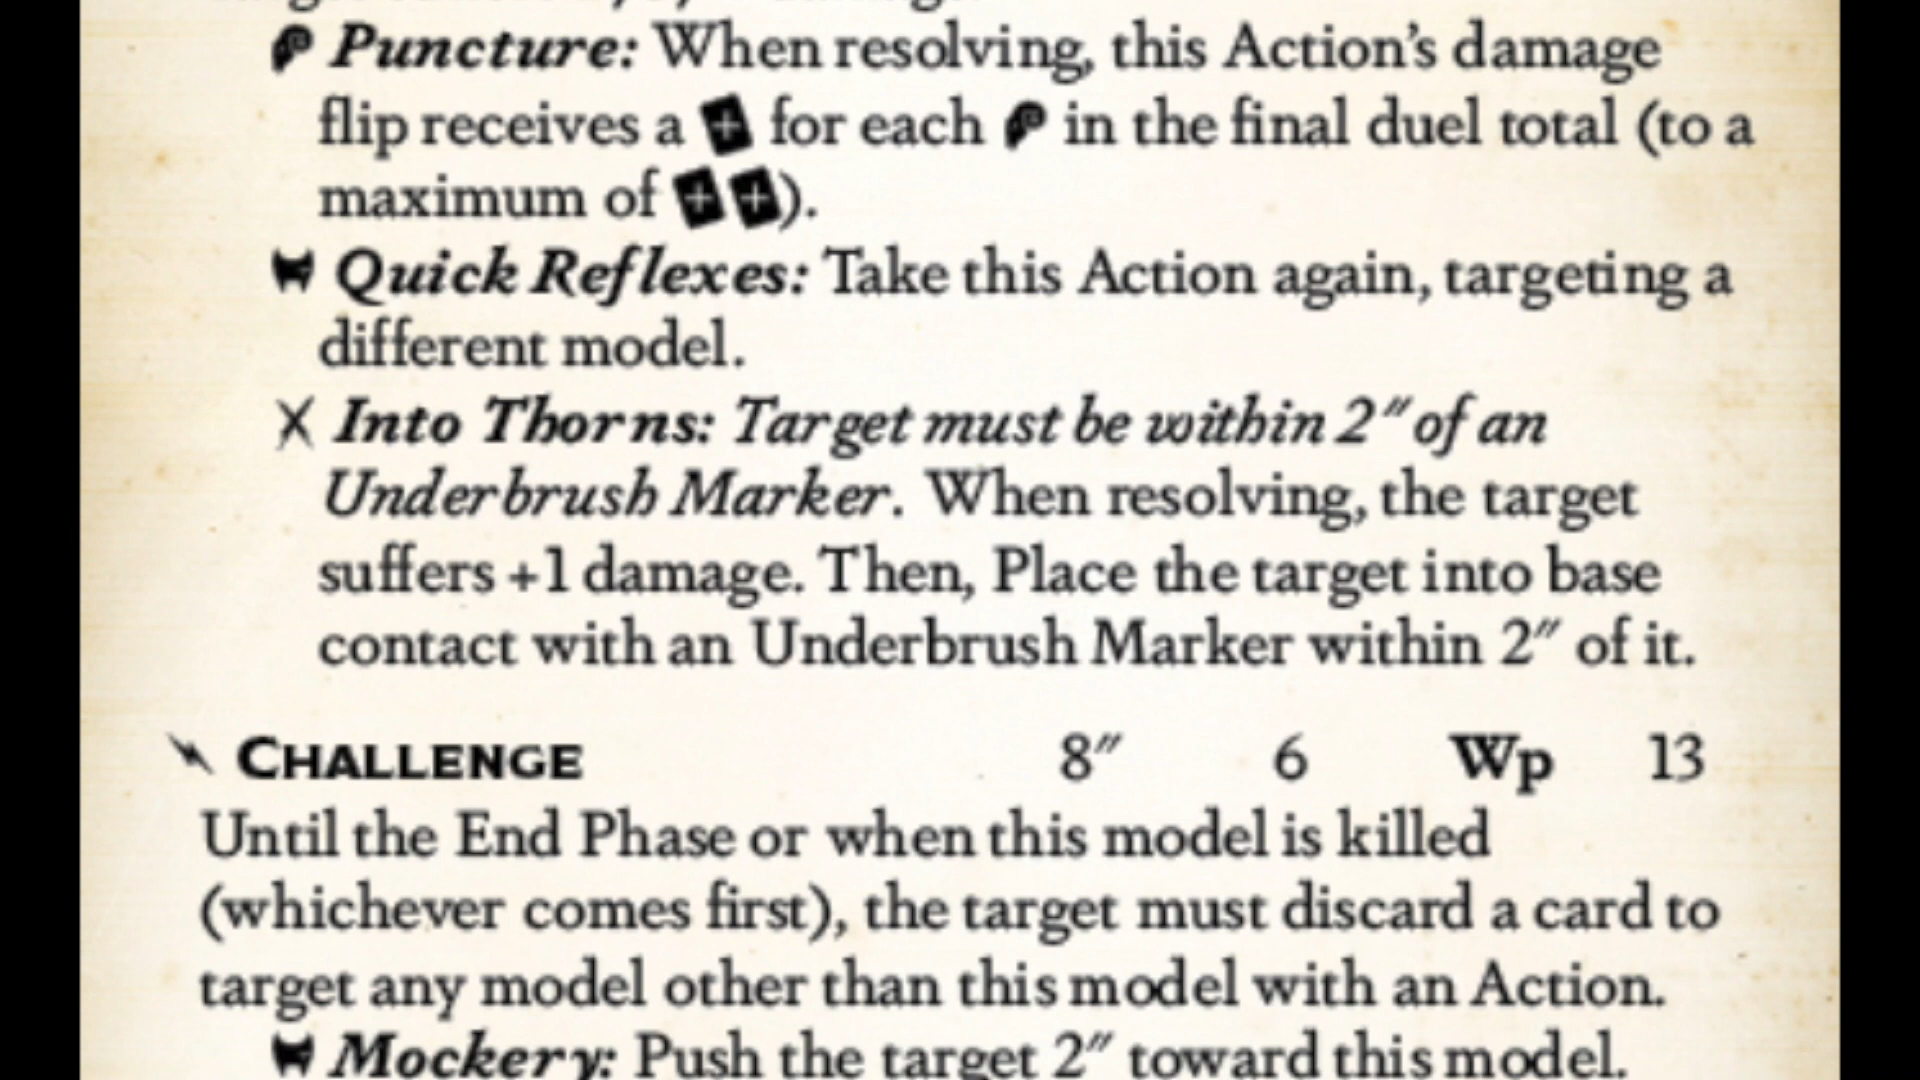 Puncture: When resolving, this Action's damage
flip receives a + for each in the final duel total (to a
maximum of + +).
Quick Reflexes: Take this Action again, targeting a
different model.
Into Thorns: Target must be within 2" of an
Underbrush Marker. When resolving, the target
suffers +1 damage. Then, Place the target into base
contact with an Underbrush Marker within 2" of it.
CHALLENGE 8" 6 Wp 13
Until the End Phase or when this model is killed
(whichever comes first), the target must discard a card to
target any model other than this model with an Action.
Mockery: Push the target 2" toward this model.